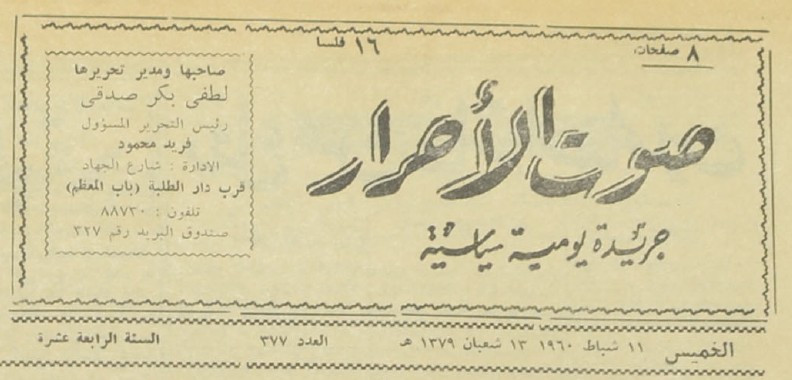 ٨ صفحات
١٦ فلسا
صوت الأحرار
جريدة يومية سياسية
صاحبها ومدير تحريرها
لطفي بكر صدقي
رئيس التحرير المسؤول
فريد محمود
الادارة : شارع الجهاد
قرب دار الطلبة (باب المعظم)
تلفون : ٨٨٧٣٠
صندوق البريد رقم ٣٢٧
الخميس ١١ شباط ١٩٦٠ ١٣ شعبان ١٣٧٩ هـ العدد ٣٧٧ السنة الرابعة عشرة